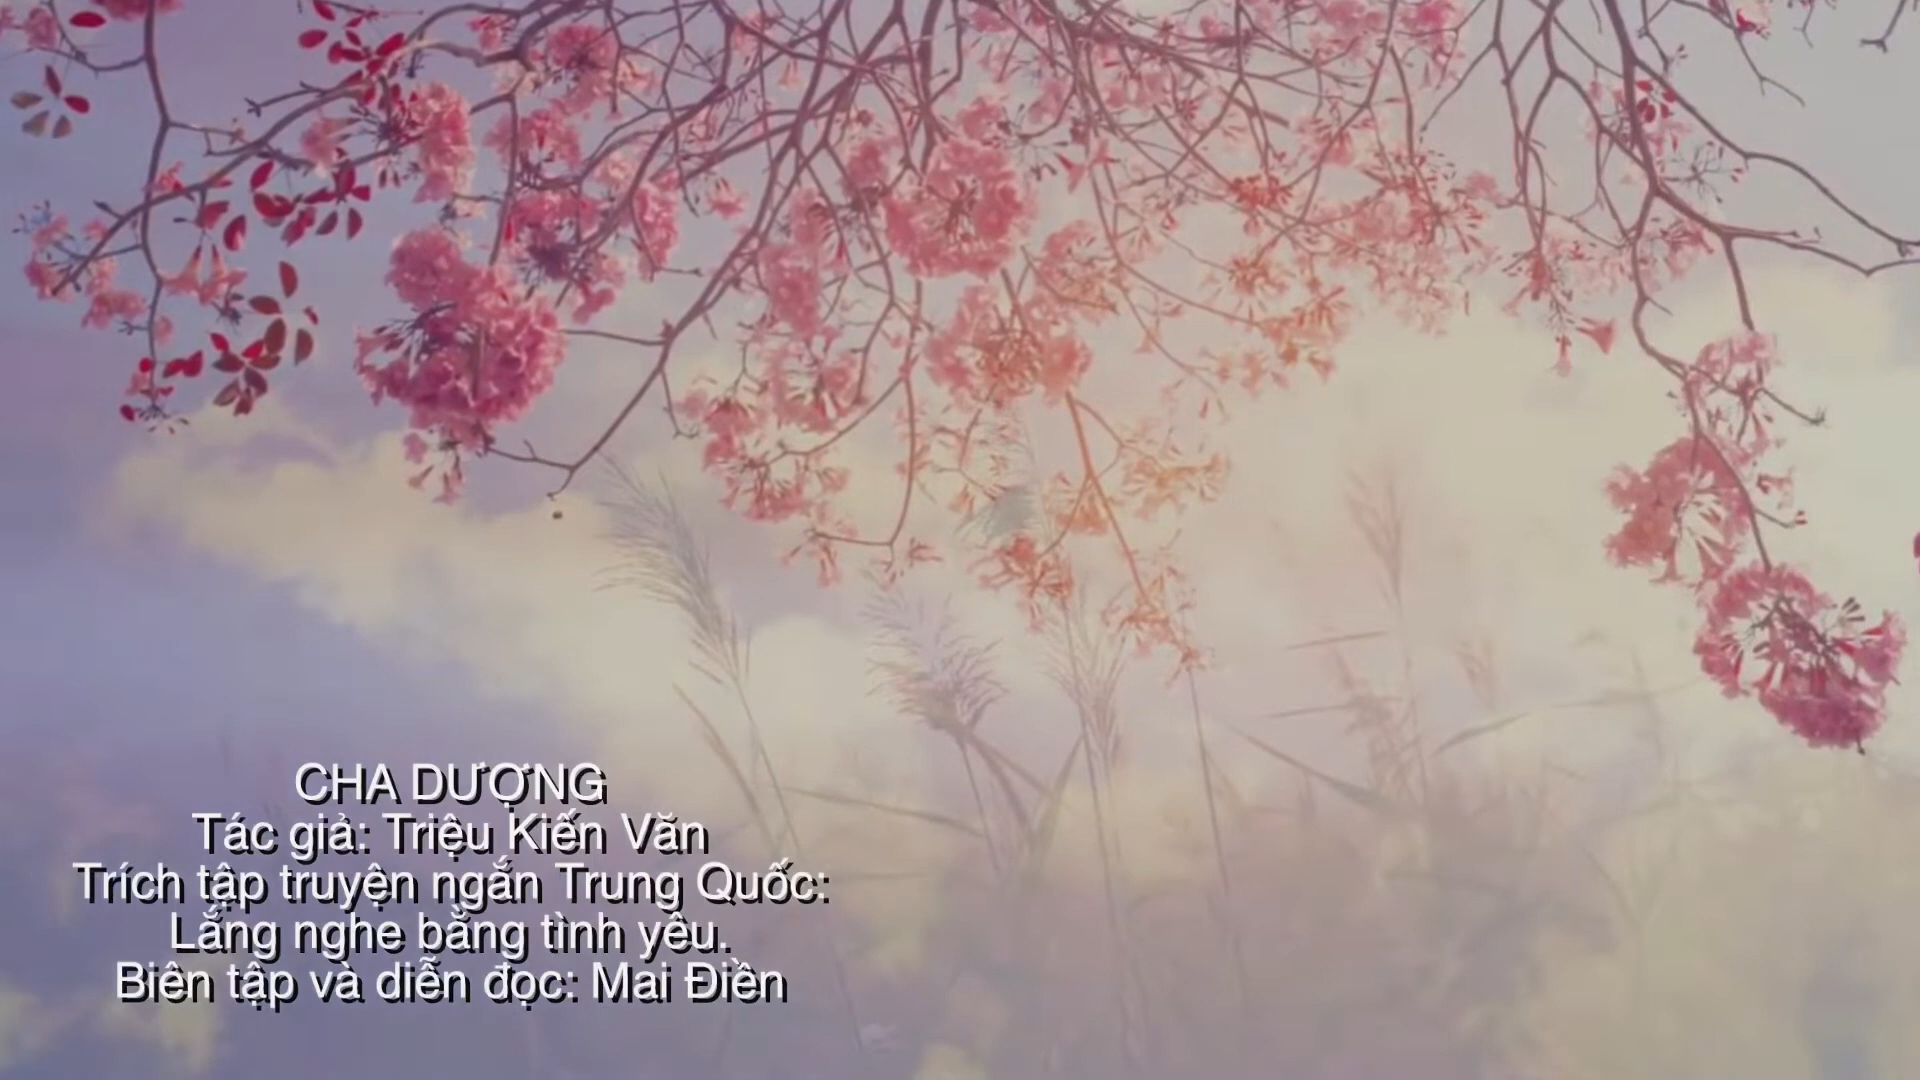 CHA DƯỢNG
Tác giả: Triệu Kiến Văn
Trích tập truyện ngắn Trung Quốc:
Lắng nghe bằng tình yêu.
Biên tập và diễn đọc: Mai Điền